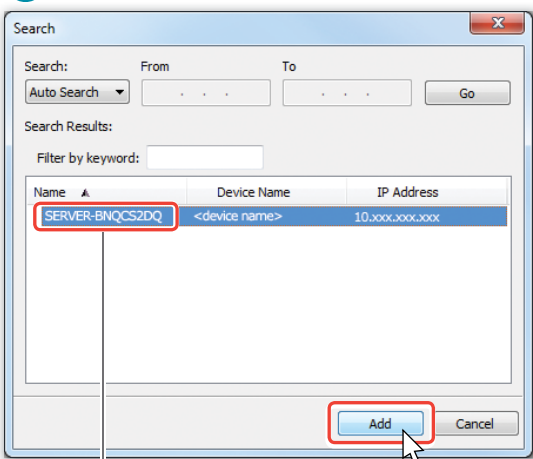 Search
Search: From To
Auto Search . . . . . . Go
Search Results:
Filter by keyword:
Name Device Name IP Address
SERVER-BNQCS2DQ <device name> 10.xxx.xxx.xxx
Add Cancel